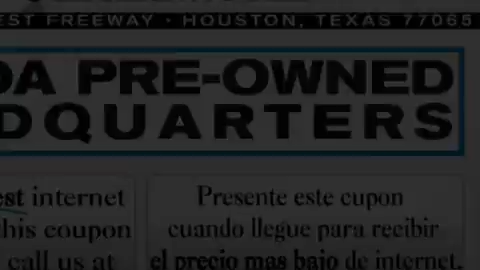 EST FREEWAY • HOUSTON, TEXAS 77065
DA PRE-OWNED
DQUARTERS
est internet
his coupon
call us at
Presente este cupon
cuando llegue para recibir
el precio mas bajo de internet.